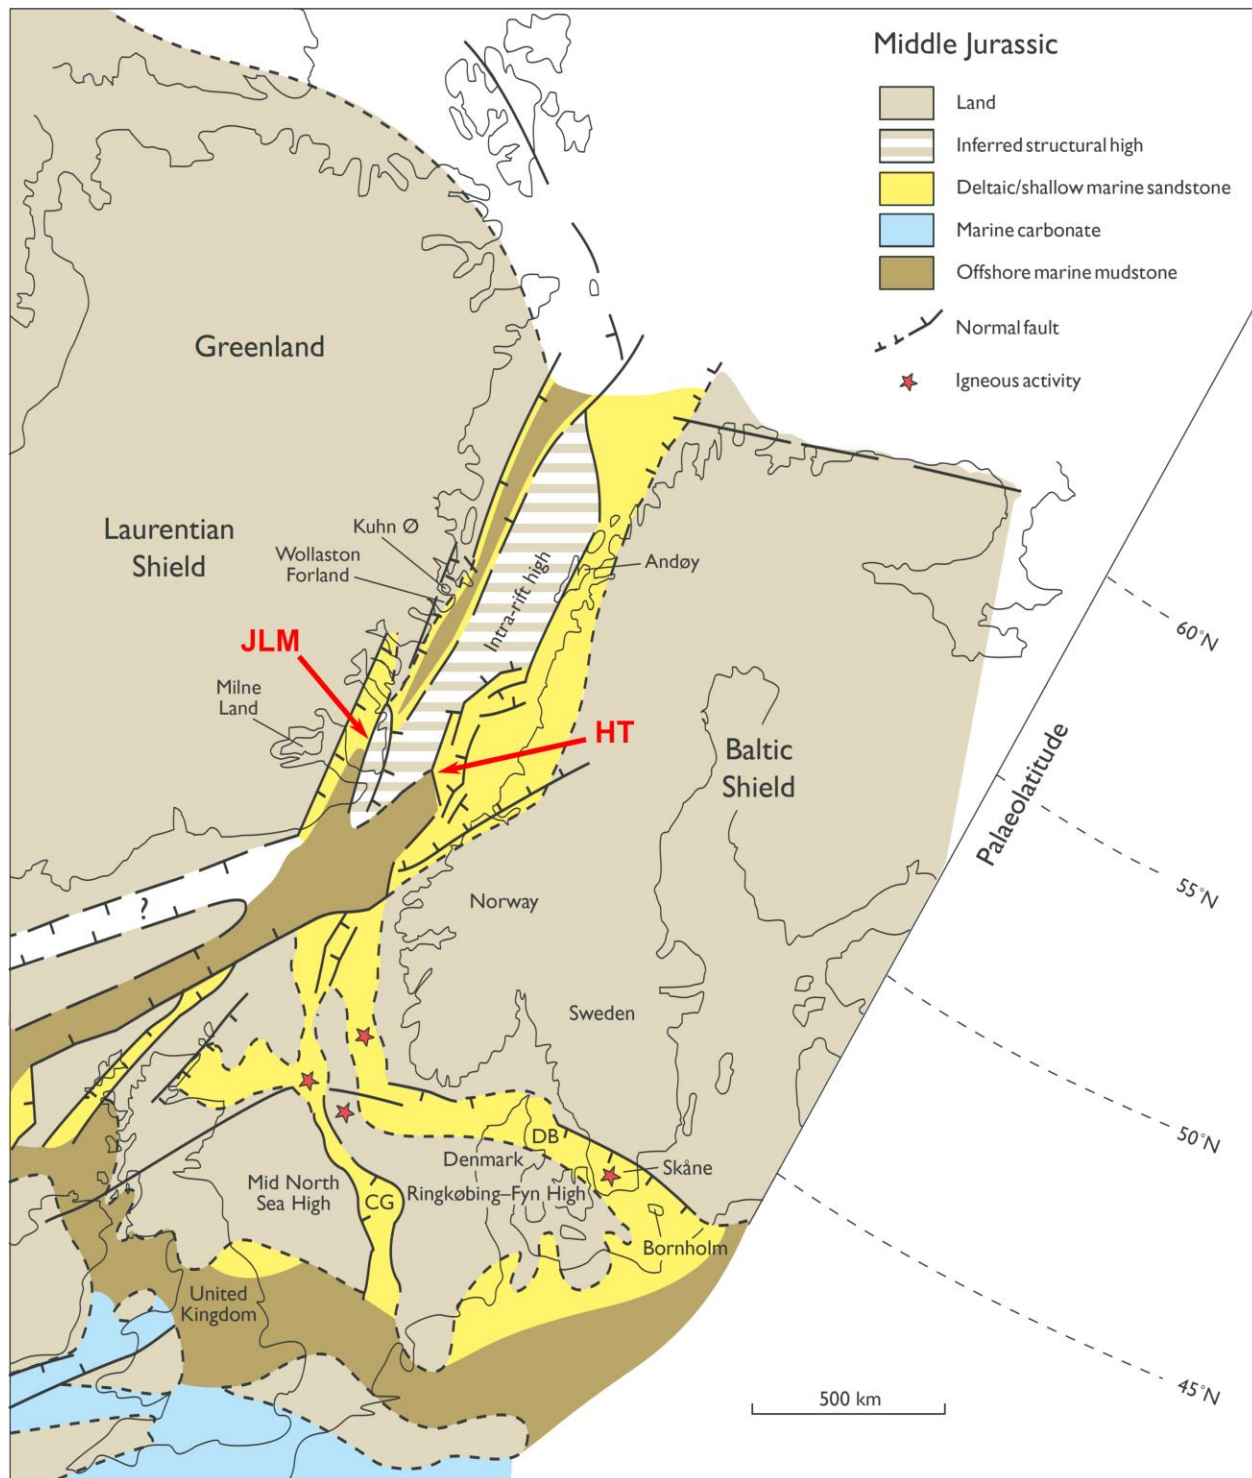 Middle Jurassic
Land
Inferred structural high
Deltaic/shallow marine sandstone
Marine carbonate
Offshore marine mudstone
Normal fault
Igneous activity
Greenland
Laurentian
Shield
Kuhn Ø
Wollaston
Forland
JLM
Milne
Land
Intra-rift high
Andøy
HT
Baltic
Shield
Palaeolatitude
60°N
55°N
50°N
45°N
?
Norway
Sweden
DB
Denmark
Skåne
Mid North
Sea High
CG
Ringkøbing–Fyn High
Bornholm
United
Kingdom
500 km